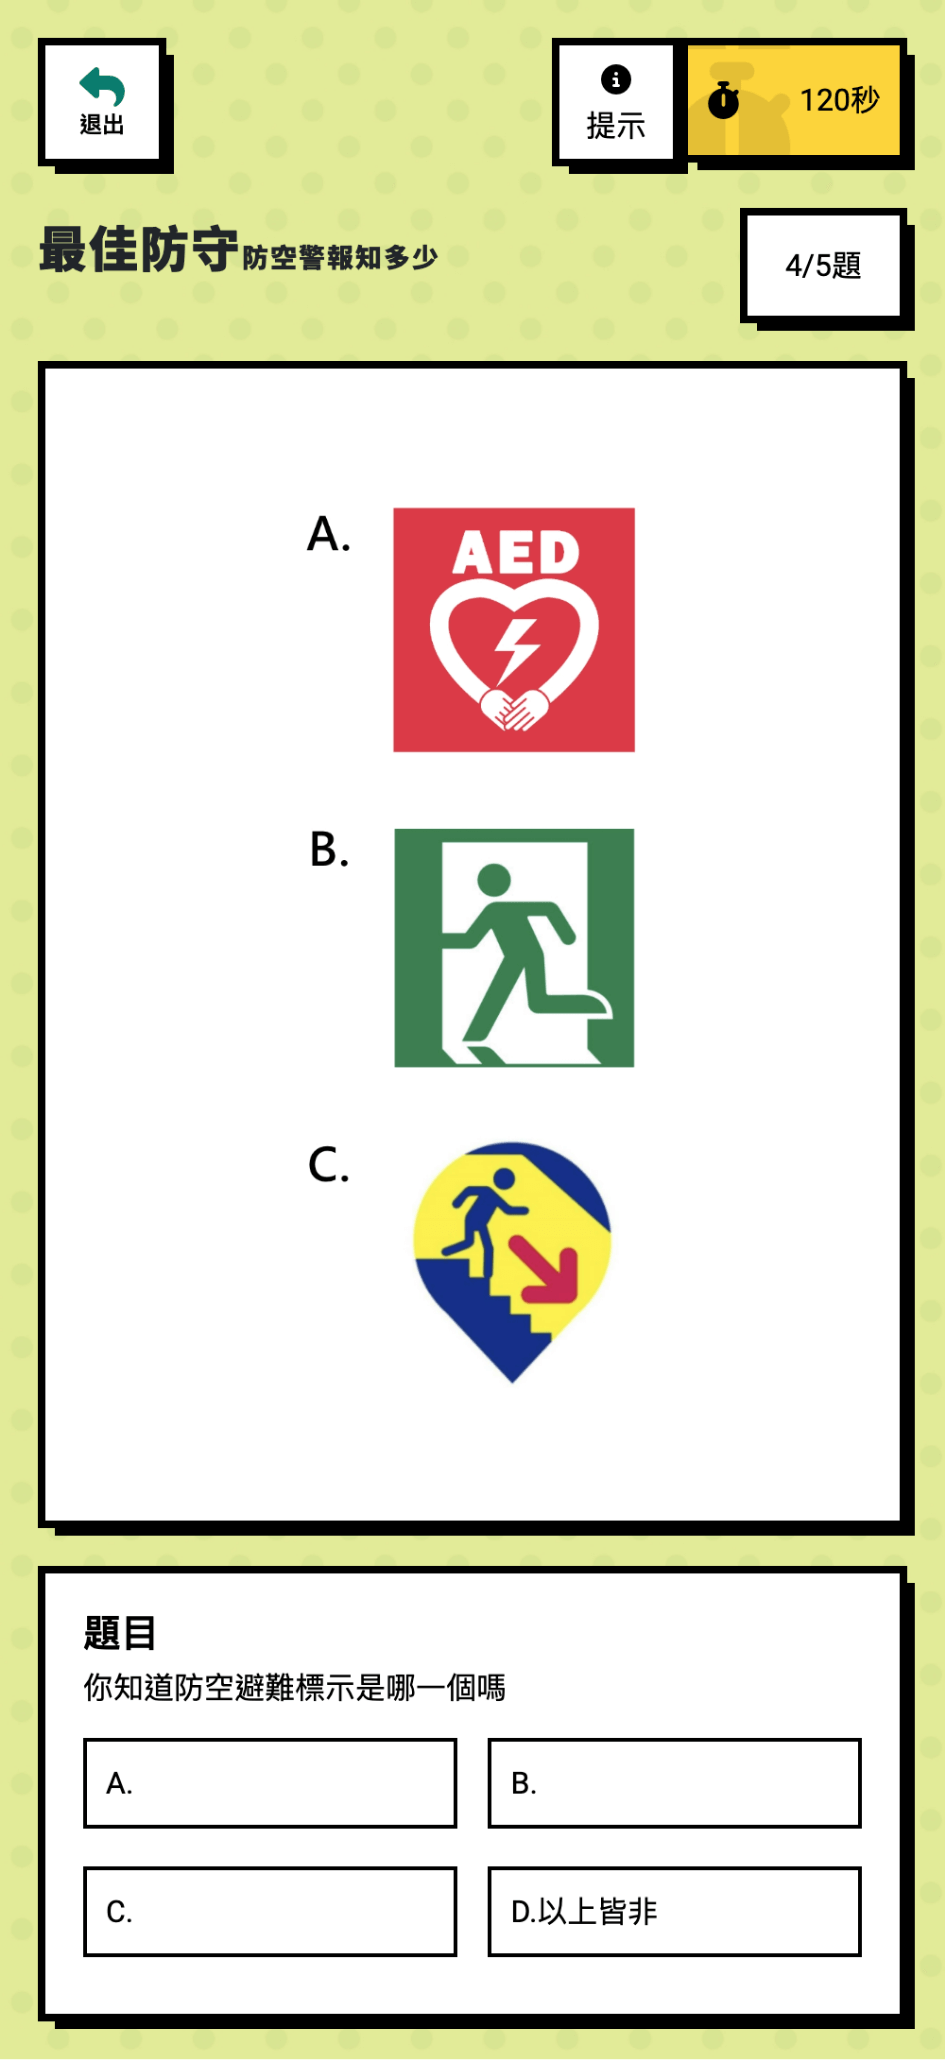 退出
提示
120秒
最佳防守防空警報知多少
4/5題
A.
AED
B.
C.
題目
你知道防空避難標示是哪一個嗎
A.
B.
C.
D.以上皆非